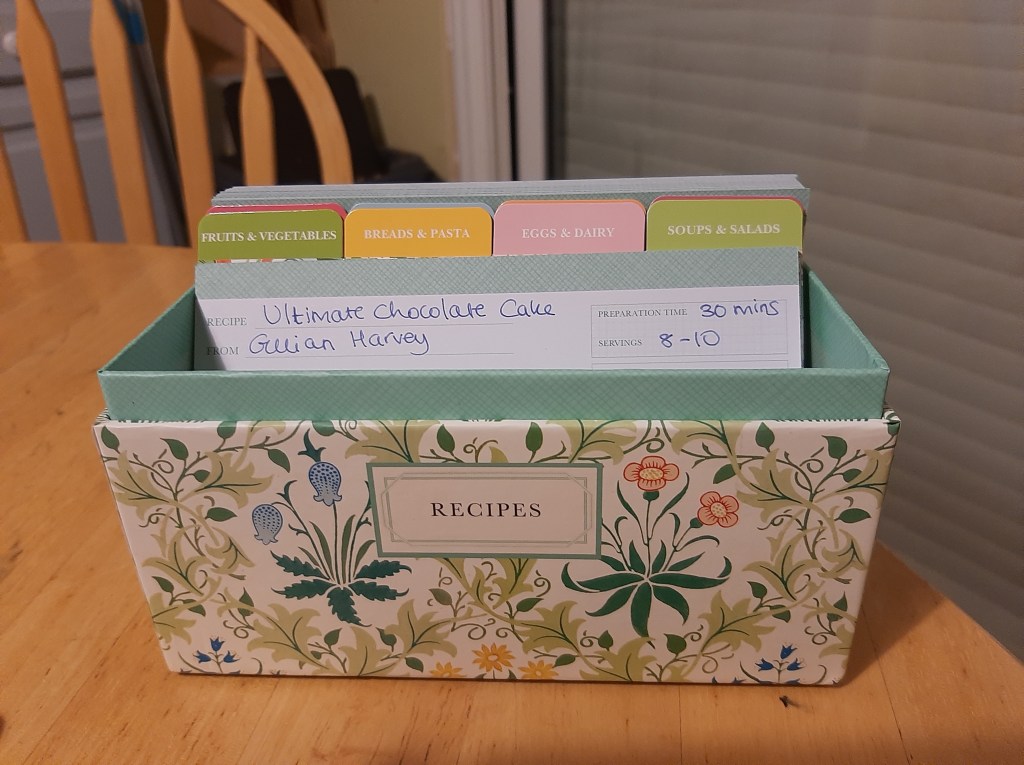 FRUITS & VEGETABLES
BREADS & PASTA
EGGS & DAIRY
SOUPS & SALADS
RECIPE Ultimate Chocolate Cake
FROM Gillian Harvey
PREPARATION TIME 30 mins
SERVINGS 8-10
RECIPES